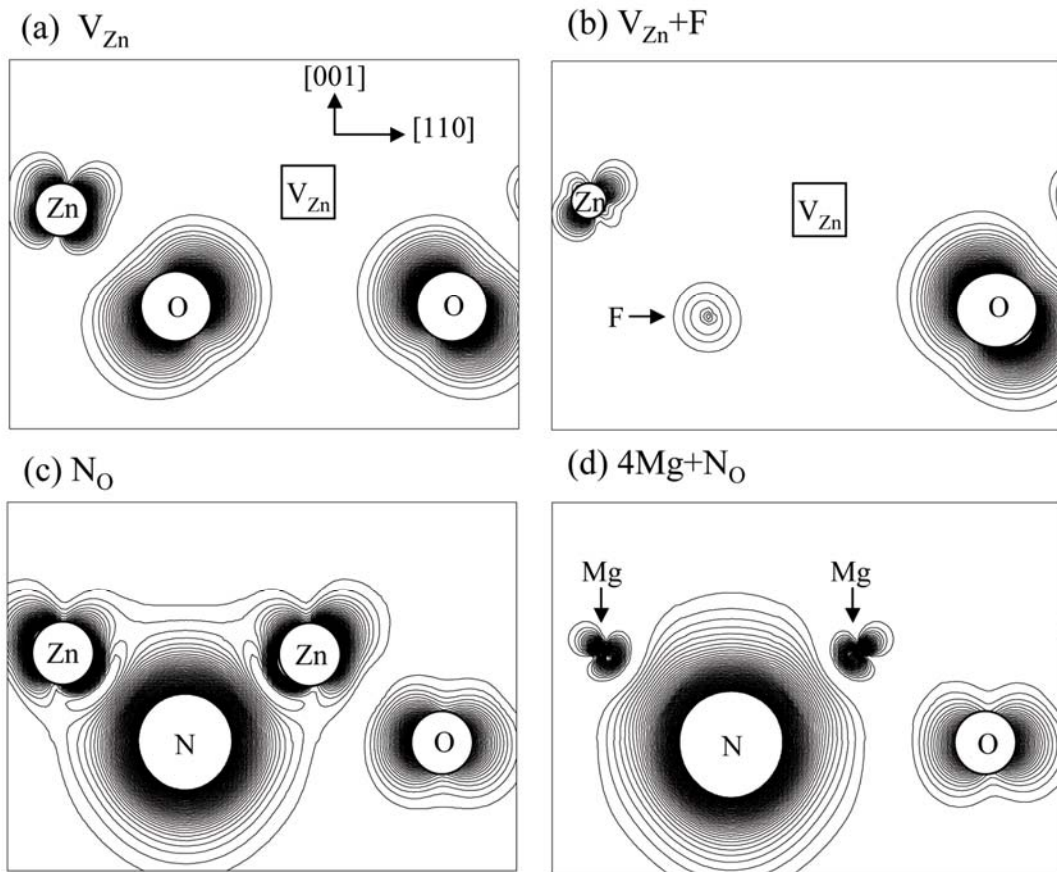 (a) V_Zn
(b) V_Zn+F
[001]
[110]
Zn
V_Zn
O
O
Zn
V_Zn
F
O
(c) N_O
(d) 4Mg+N_O
Zn
Zn
N
O
Mg
Mg
N
O